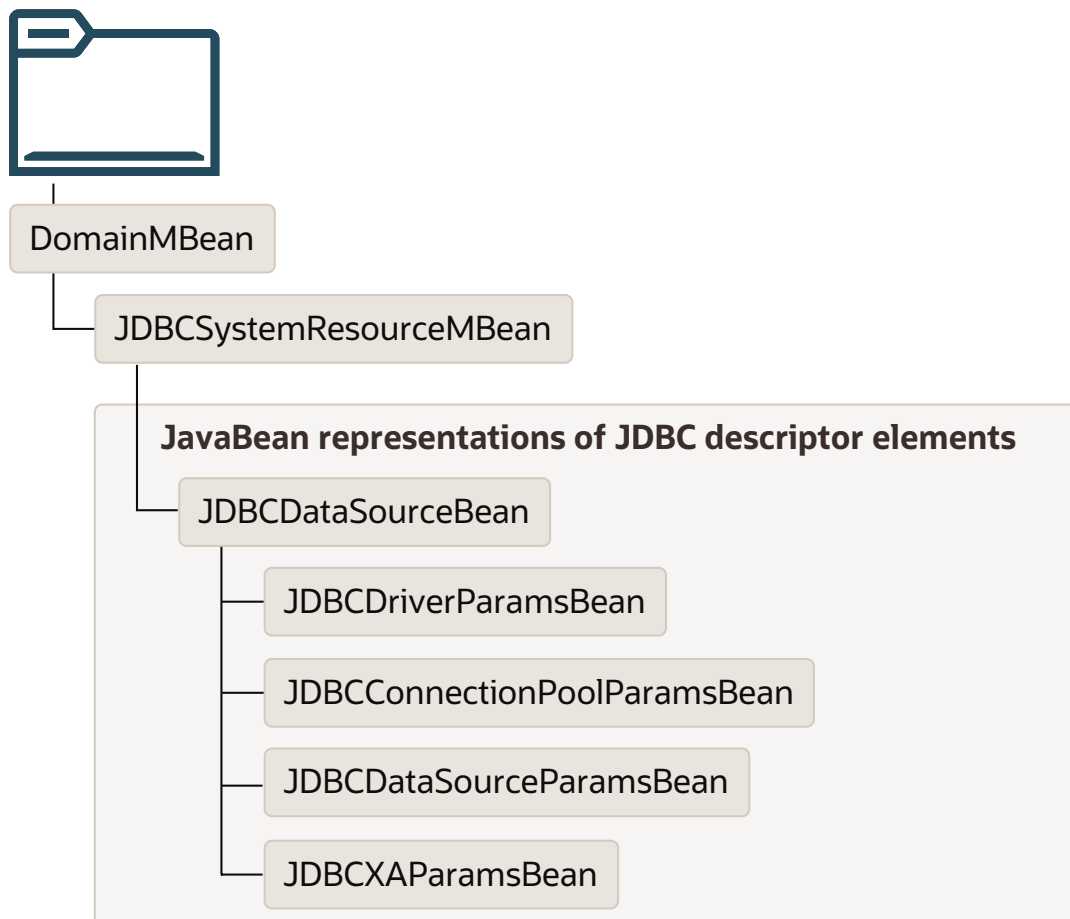 DomainMBean
JDBCSystemResourceMBean
JavaBean representations of JDBC descriptor elements
JDBCDataSourceBean
JDBCDriverParamsBean
JDBCConnectionPoolParamsBean
JDBCDataSourceParamsBean
JDBCXAParamsBean